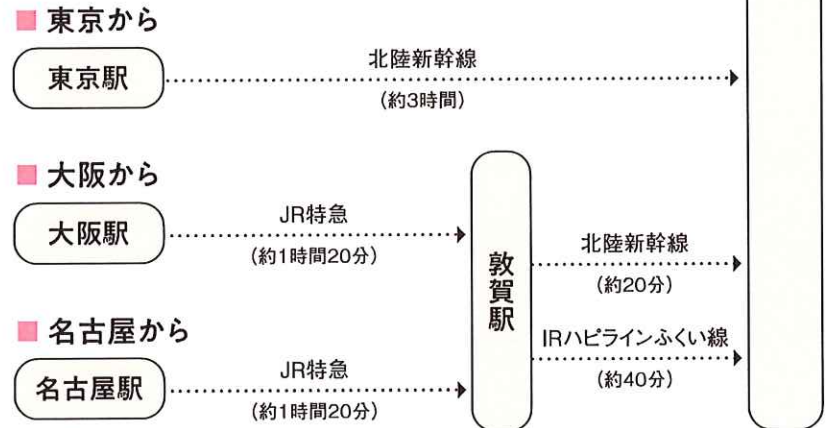 ■ 東京から
東京駅
北陸新幹線
(約3時間)
■ 大阪から
大阪駅
JR特急
(約1時間20分)
敦賀駅
北陸新幹線
(約20分)
IRハピラインふくい線
(約40分)
■ 名古屋から
名古屋駅
JR特急
(約1時間20分)